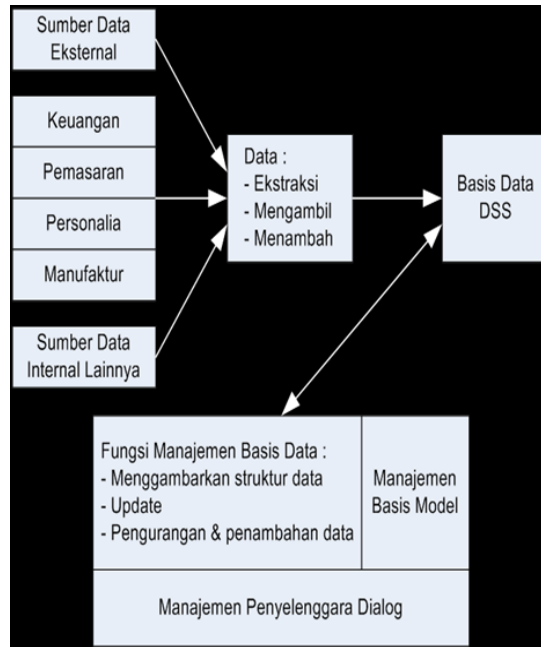 Sumber Data
Eksternal
Keuangan
Pemasaran
Personalia
Manufaktur
Sumber Data
Internal Lainnya
Data :
- Ekstraksi
- Mengambil
- Menambah
Basis Data
DSS
Fungsi Manajemen Basis Data :
- Menggambarkan struktur data
- Update
- Pengurangan & penambahan data
Manajemen
Basis Model
Manajemen Penyelenggara Dialog